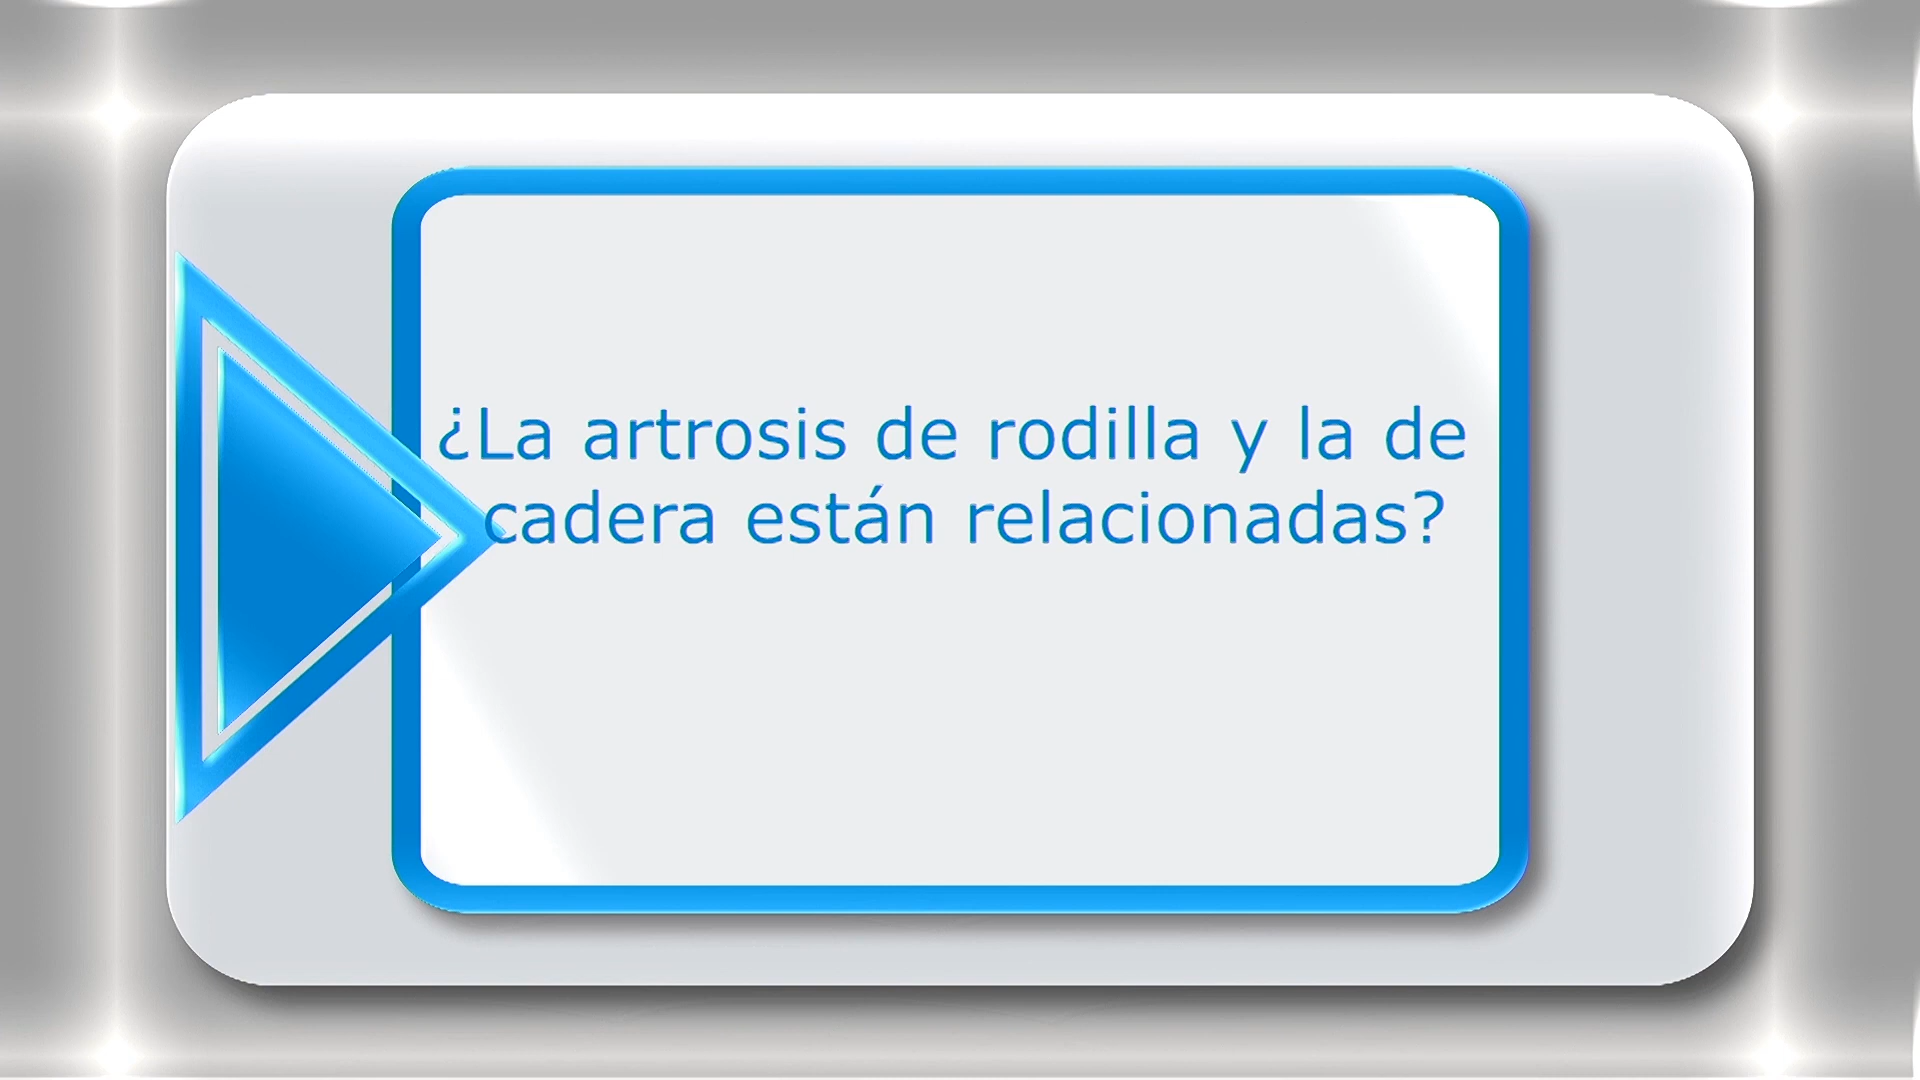 ¿La artrosis de rodilla y la de
cadera están relacionadas?